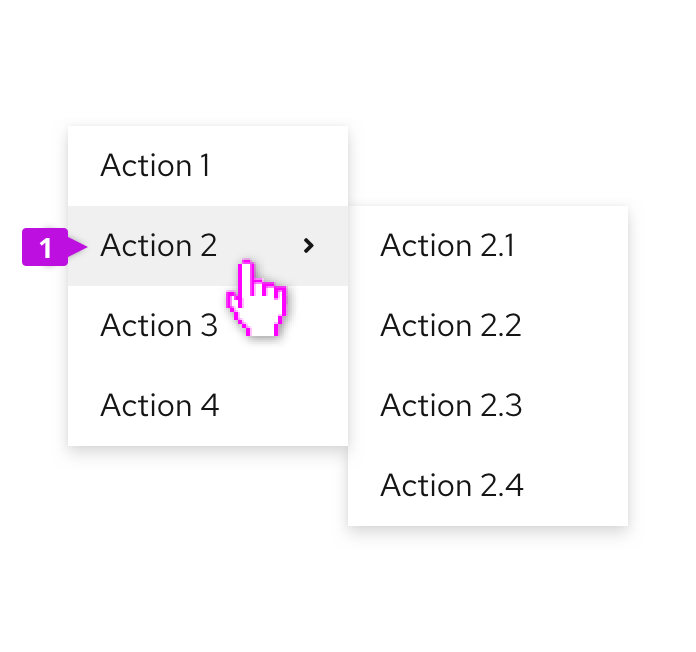 Action 1
1
Action 2
Action 3
Action 4
Action 2.1
Action 2.2
Action 2.3
Action 2.4